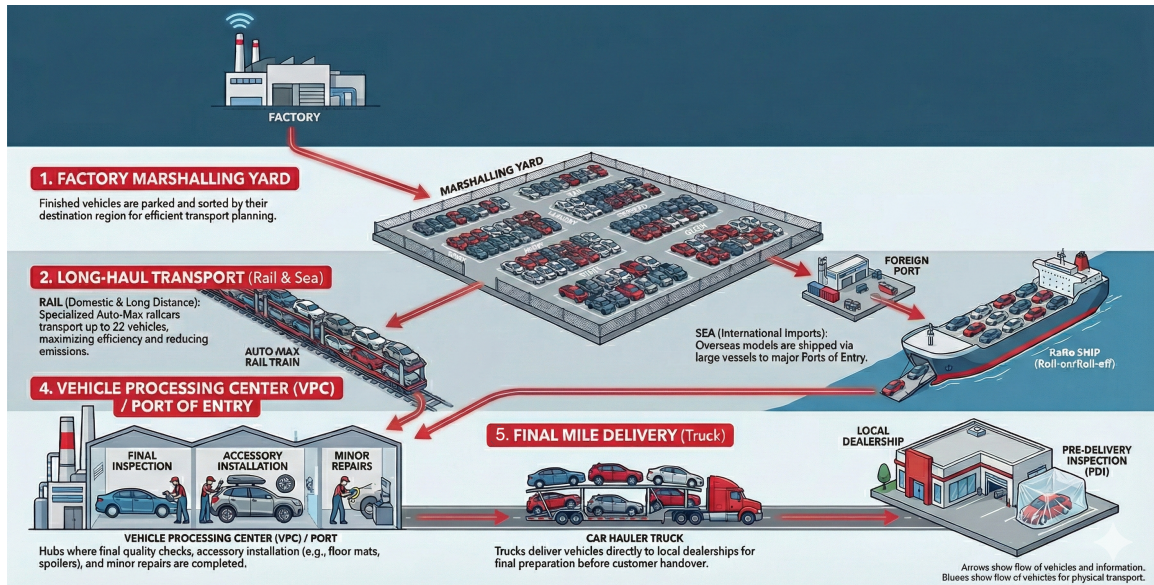 FACTORY
1. FACTORY MARSHALLING YARD
Finished vehicles are parked and sorted by their
destination region for efficient transport planning.
MARSHALLING YARD
2. LONG-HAUL TRANSPORT (Rail & Sea)
RAIL (Domestic & Long Distance):
Specialized Auto-Max rallcars
transport up to 22 vehicles,
maximizing efficiency and reducing
emissions.
AUTO MAX
RAIL TRAIN
FOREIGN
PORT
SEA (International Imports):
Overseas models are shipped via
large vessels to major Ports of Entry.
RaRo SHIP
(Roll-on/Roll-eff)
4. VEHICLE PROCESSING CENTER (VPC)
/ PORT OF ENTRY
FINAL
INSPECTION
ACCESSORY
INSTALLATION
MINOR
REPAIRS
VEHICLE PROCESSING CENTER (VPC) / PORT
Hubs where final quality checks, accessory installation (e.g., floor mats,
spoilers), and minor repairs are completed.
5. FINAL MILE DELIVERY (Truck)
CAR HAULER TRUCK
Trucks deliver vehicles directly to local dealerships for
final preparation before customer handover.
LOCAL
DEALERSHIP
PRE-DELIVERY
INSPECTION
(PDI)
Arrows show flow of vehicles and information.
Bluees show flow of vehicles for physical transport.